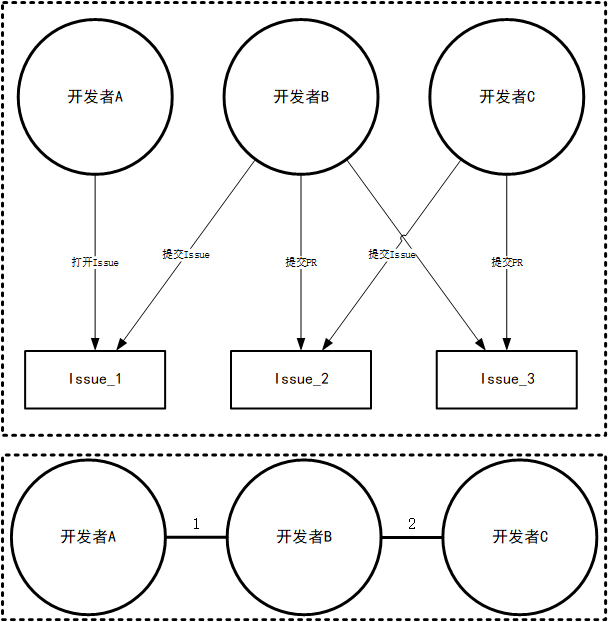 开发者A
开发者B
开发者C
打开Issue
提交Issue
提交PR
提交Issue
提交PR
Issue_1
Issue_2
Issue_3
开发者A
1
开发者B
2
开发者C